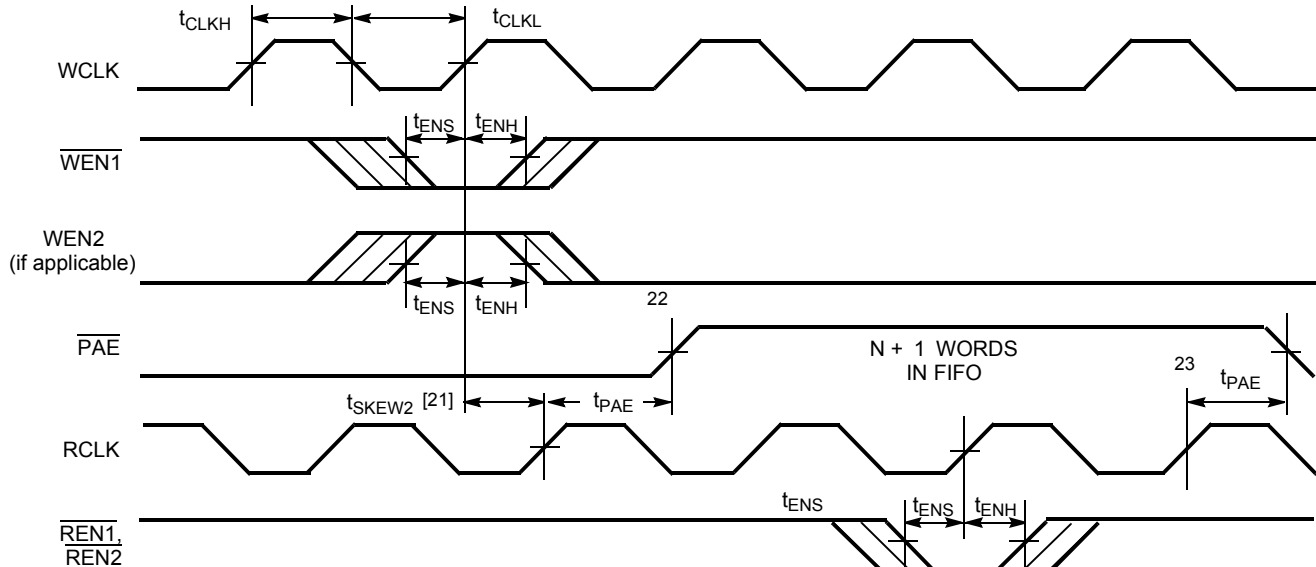 tCLKH
tCLKL
WCLK
tENS
tENH
WEN1
WEN2
(if applicable)
tENS
tENH
22
PAE
N + 1 WORDS
IN FIFO
23
tPAE
tSKEW2 [21]
tPAE
RCLK
tENS
tENS
tENH
REN1,
REN2